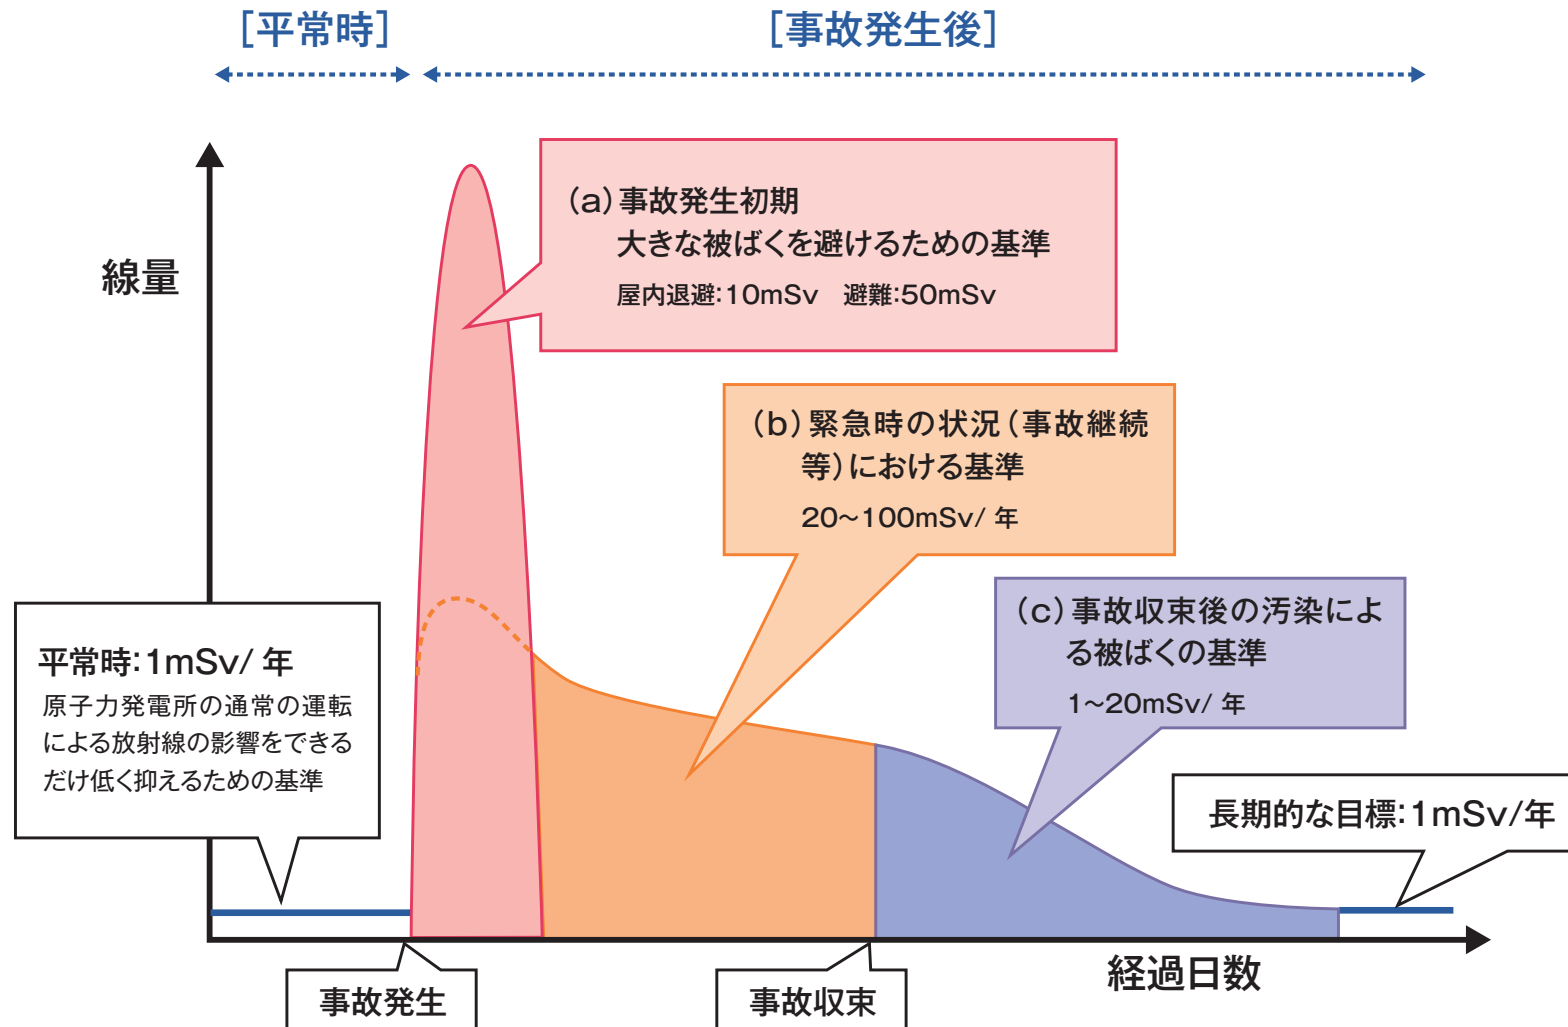 [平常時]
[事故発生後]
線量
(a)事故発生初期
大きな被ばくを避けるための基準
屋内退避:10mSv　避難:50mSv
(b)緊急時の状況(事故継続
等)における基準
20〜100mSv/ 年
(c)事故収束後の汚染によ
る被ばくの基準
1〜20mSv/ 年
平常時:1mSv/ 年
原子力発電所の通常の運転
による放射線の影響をできる
だけ低く抑えるための基準
長期的な目標:1mSv/年
事故発生
事故収束
経過日数